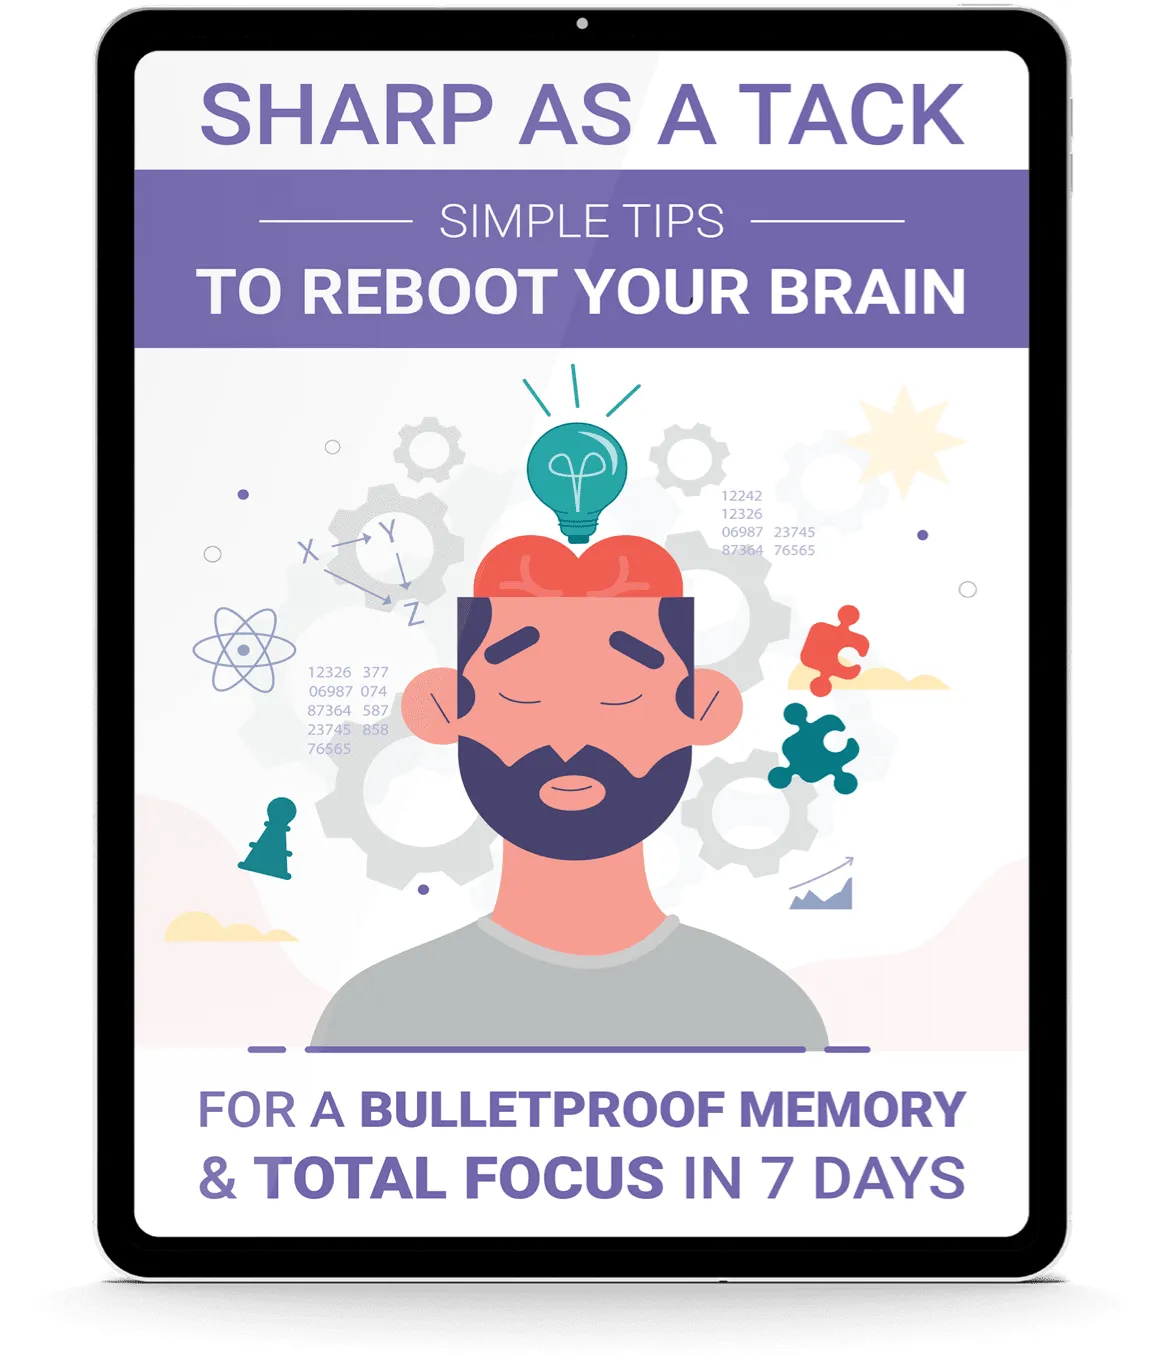 SHARP AS A TACK
SIMPLE TIPS
TO REBOOT YOUR BRAIN
12242
12326
06987 23745
87364 76565
X Y
Z
12326 377
06987 074
87364 587
23745 858
76565
FOR A BULLETPROOF MEMORY
& TOTAL FOCUS IN 7 DAYS